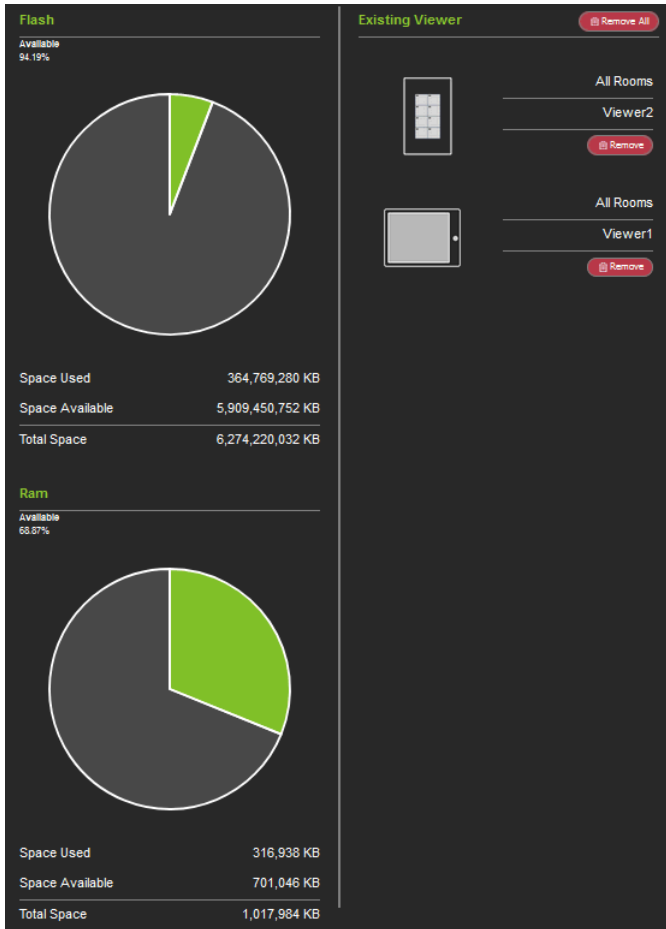 Flash
Available
94.19%
Space Used 364,769,280 KB
Space Available 5,909,450,752 KB
Total Space 6,274,220,032 KB
Ram
Available
68.87%
Space Used 316,938 KB
Space Available 701,046 KB
Total Space 1,017,984 KB
Existing Viewer Remove All
All Rooms
Viewer2
Remove
All Rooms
Viewer1
Remove